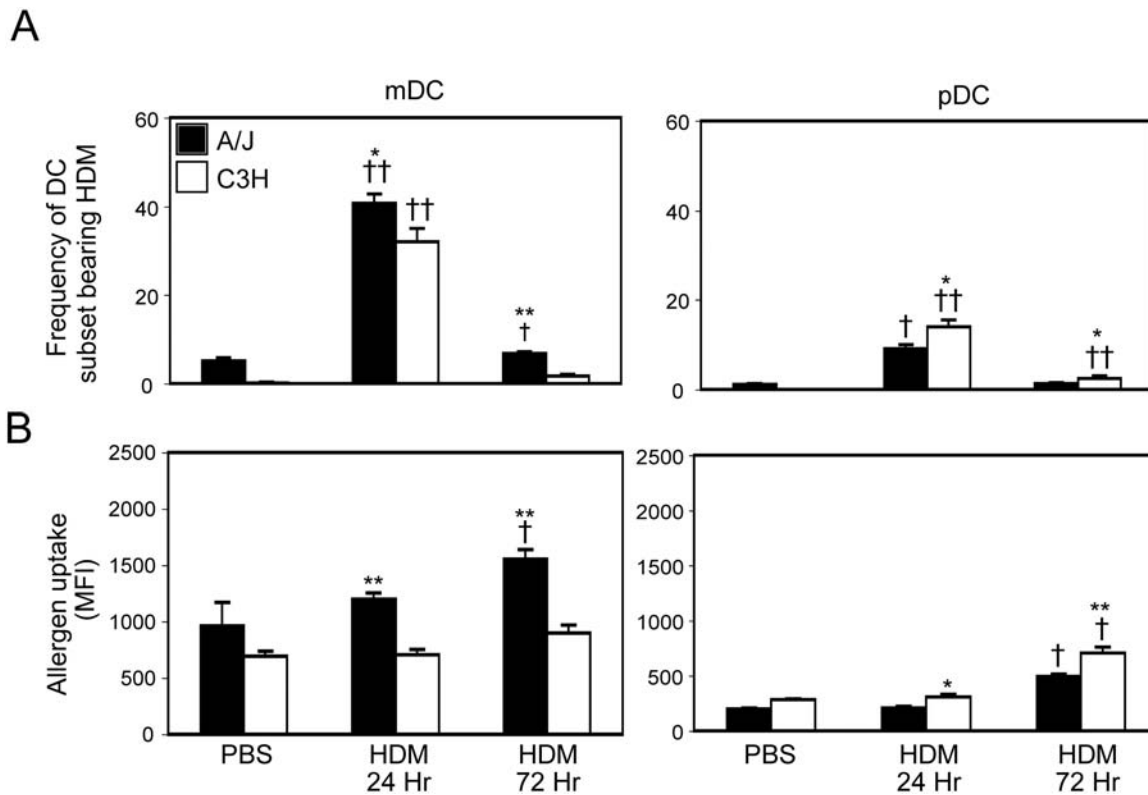 A
mDC
pDC
Frequency of DC
subset bearing HDM
60
40
20
0
A/J
C3H
*
††
††
**
†
60
40
20
0
†
*
††
*
††
B
Allergen uptake
(MFI)
2500
2000
1500
1000
500
0
**
**
†
PBS
HDM
24 Hr
HDM
72 Hr
2500
2000
1500
1000
500
0
*
†
**
†
PBS
HDM
24 Hr
HDM
72 Hr